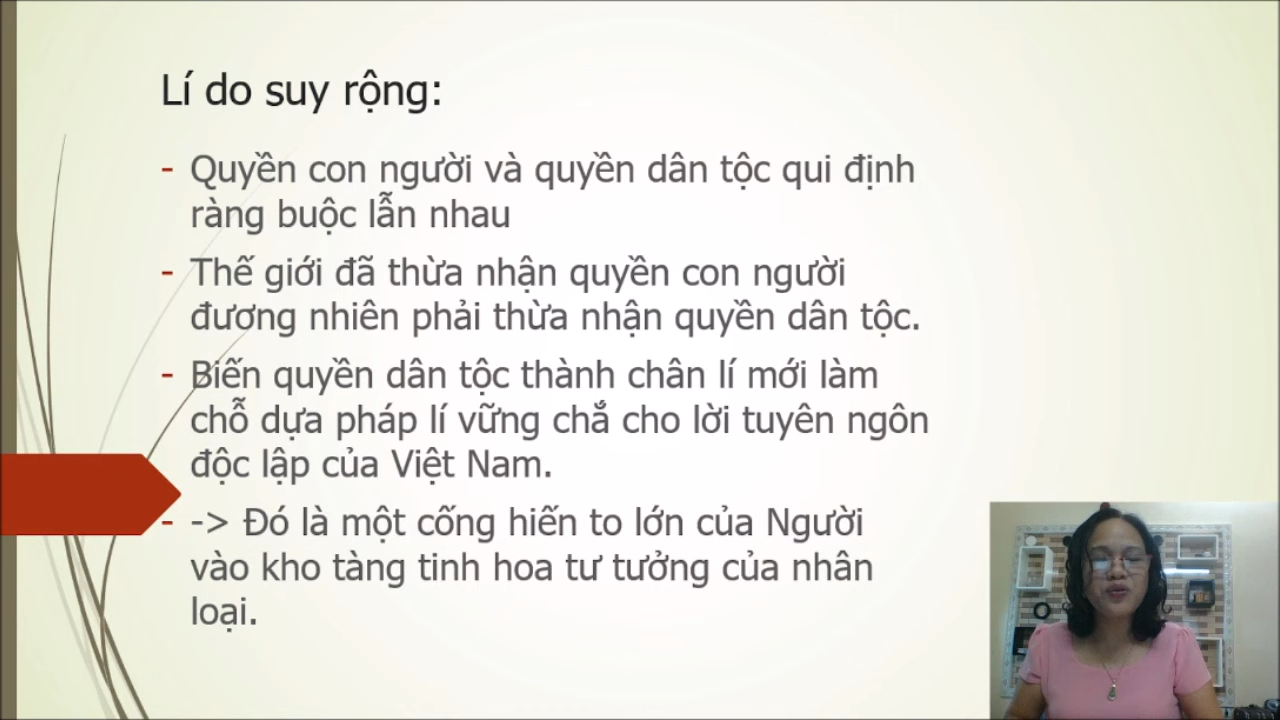 Lí do suy rộng:
- Quyền con người và quyền dân tộc qui định
ràng buộc lẫn nhau
- Thế giới đã thừa nhận quyền con người
đương nhiên phải thừa nhận quyền dân tộc.
- Biến quyền dân tộc thành chân lí mới làm
chỗ dựa pháp lí vững chắ cho lời tuyên ngôn
độc lập của Việt Nam.
- -> Đó là một cống hiến to lớn của Người
vào kho tàng tinh hoa tư tưởng của nhân
loại.